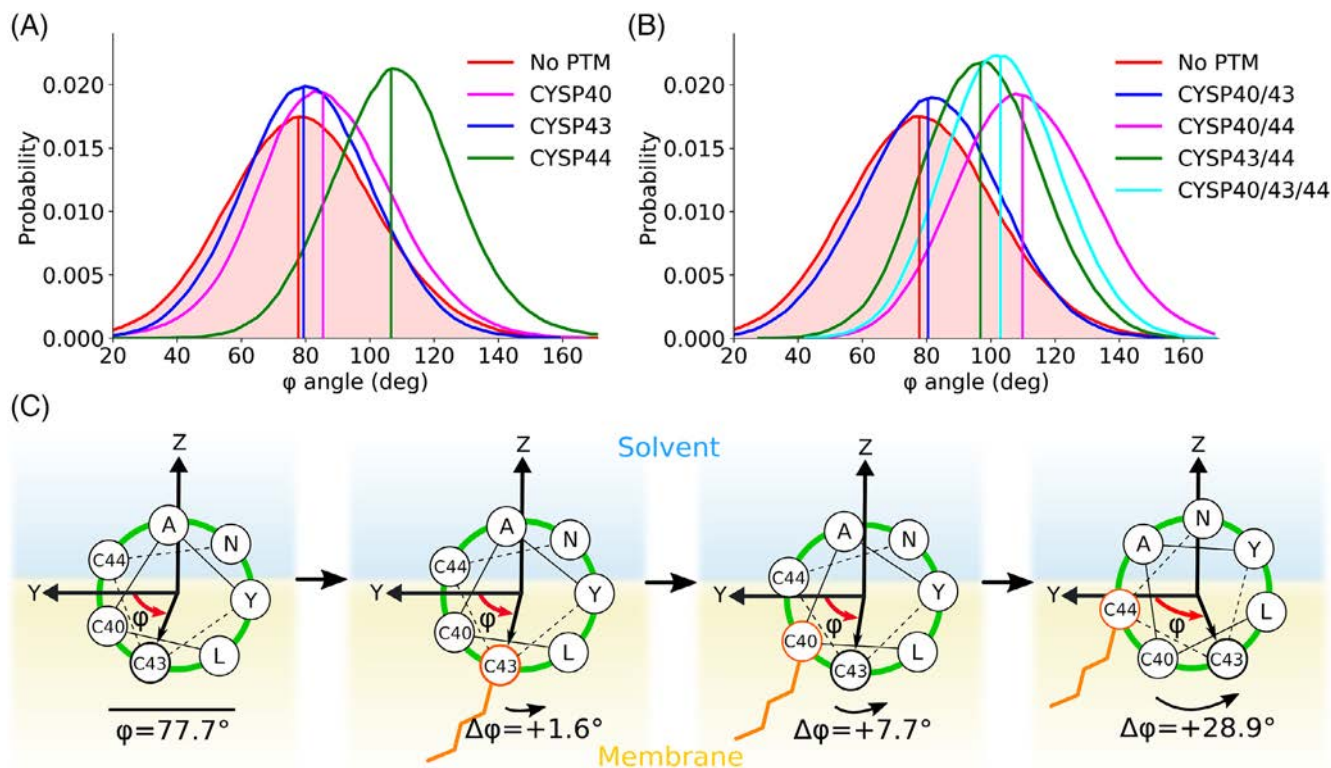 (A)
No PTM
CYSP40
CYSP43
CYSP44
Probability
0.020
0.015
0.010
0.005
0.000
20 40 60 80 100 120 140 160
φ angle (deg)
(B)
No PTM
CYSP40/43
CYSP40/44
CYSP43/44
CYSP40/43/44
Probability
0.020
0.015
0.010
0.005
0.000
20 40 60 80 100 120 140 160
φ angle (deg)
(C)
Solvent
Z
A
N
C44
Y
Y
φ
C40
L
C43
φ=77.7°
Z
A
N
C44
Y
Y
φ
C40
L
C43
Δφ=+1.6°
Z
A
N
C44
Y
Y
φ
C40
L
C43
Δφ=+7.7°
Z
N
A
Y
Y
C44
L
φ
C40
C43
Δφ=+28.9°
Membrane